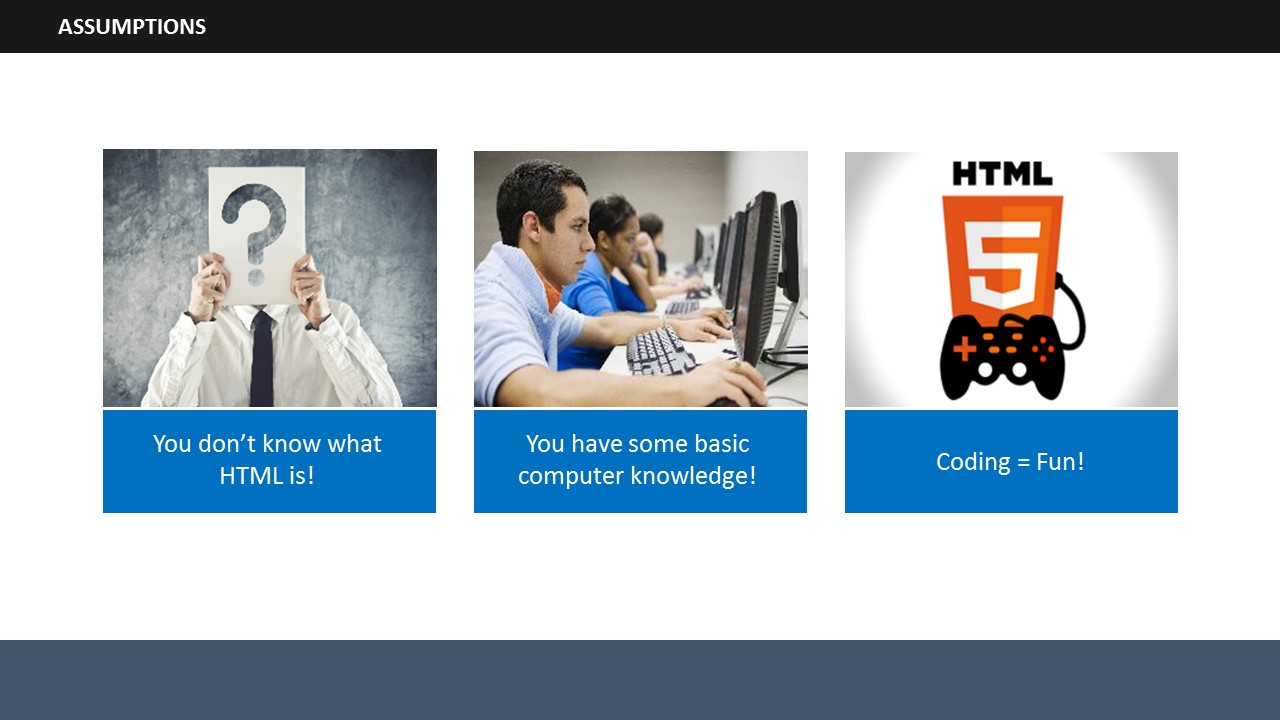 ASSUMPTIONS
?
HTML
5
You don’t know what
HTML is!
You have some basic
computer knowledge!
Coding = Fun!